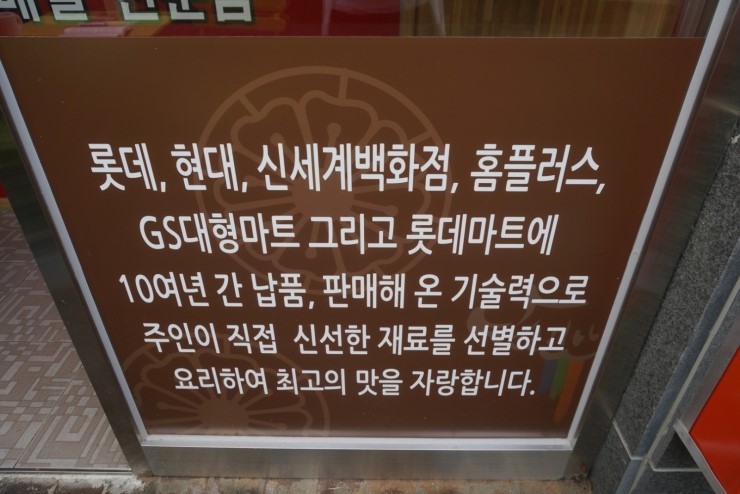 롯데, 현대, 신세계백화점, 홈플러스,
GS대형마트 그리고 롯데마트에
10여년 간 납품, 판매해 온 기술력으로
주인이 직접 신선한 재료를 선별하고
요리하여 최고의 맛을 자랑합니다.